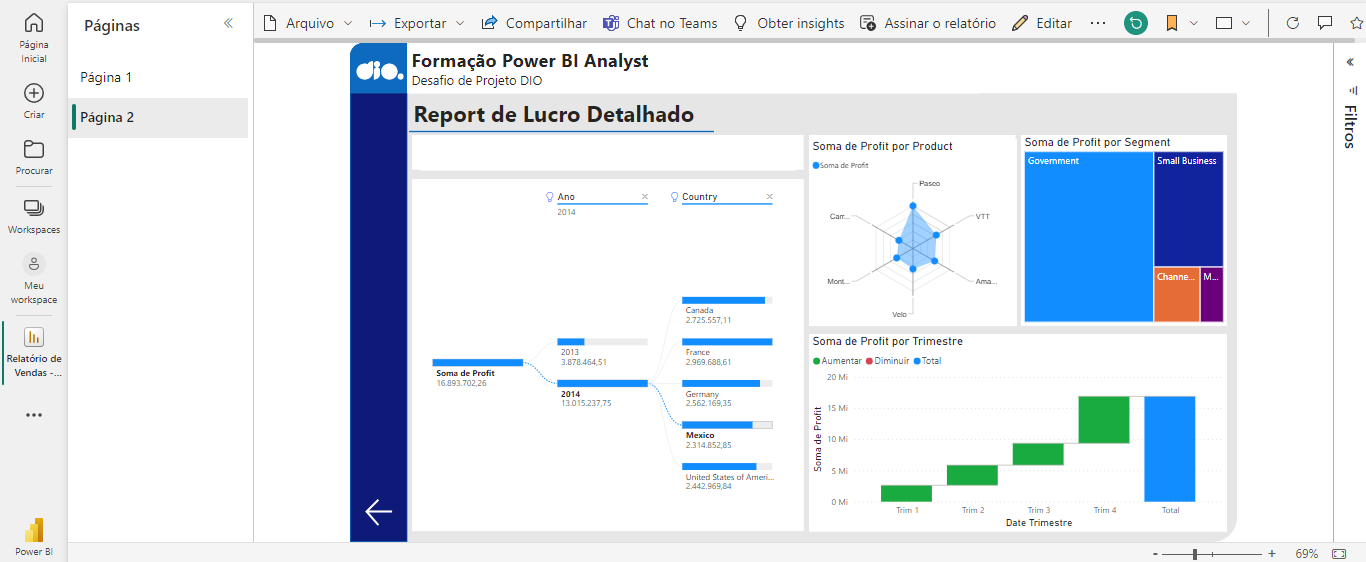 Arquivo
Exportar
Compartilhar
Chat no Teams
Obter insights
Assinar o relatório
Editar
Página
Inicial
Criar
Procurar
Workspaces
Meu
workspace
Relatório de
Vendas -...
Power BI
Páginas
Página 1
Página 2
dio.
Formação Power BI Analyst
Desafio de Projeto DIO
Report de Lucro Detalhado
Ano
2014
Country
Soma de Profit
16.893.702,26
2013
3.878.464,51
2014
13.015.237,75
Canada
2.725.557,11
France
2.969.688,61
Germany
2.562.169,35
Mexico
2.314.852,85
United States of Ameri...
2.442.969,84
Soma de Profit por Product
Soma de Profit
Paseo
VTT
Ama...
Velo
Mont...
Carr...
Soma de Profit por Segment
Government
Small Business
Channe...
M...
Soma de Profit por Trimestre
Aumentar Diminuir Total
Soma de Profit
20 Mi
15 Mi
10 Mi
5 Mi
0 Mi
Trim 1 Trim 2 Trim 3 Trim 4 Total
Date Trimestre
Filtros
- + 69%